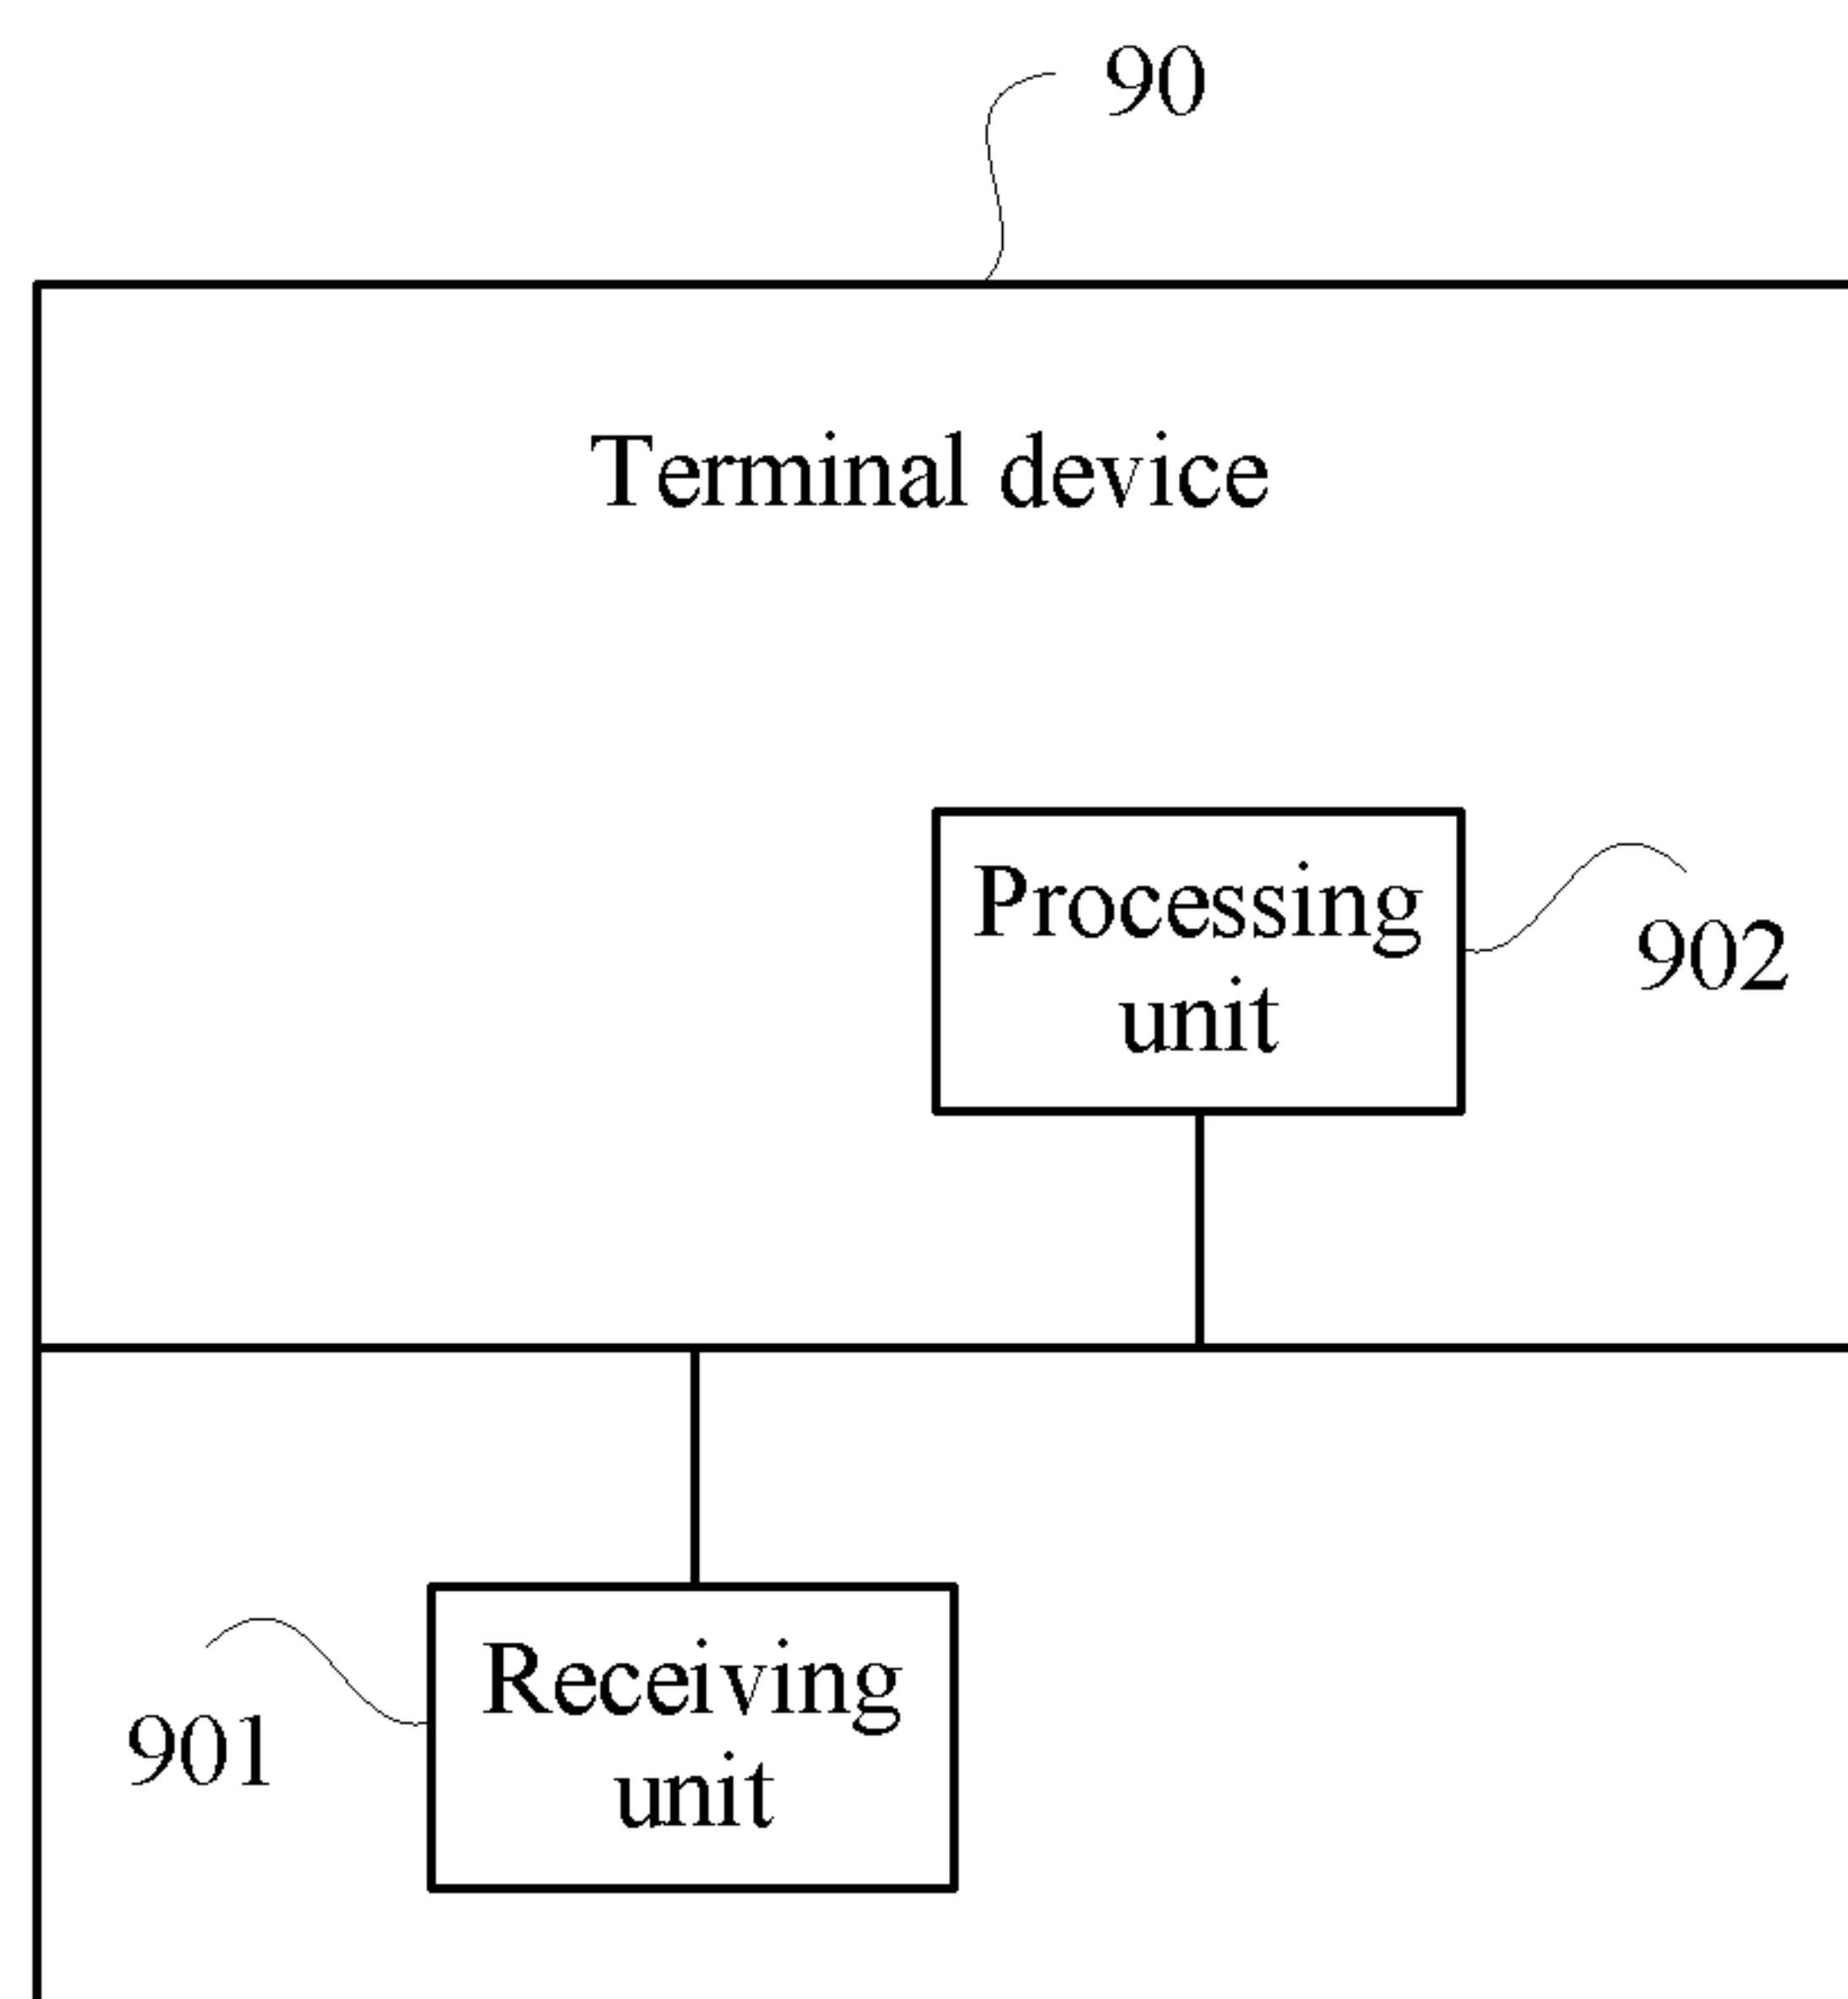 90
Terminal device
Processing
unit
902
Receiving
unit
901